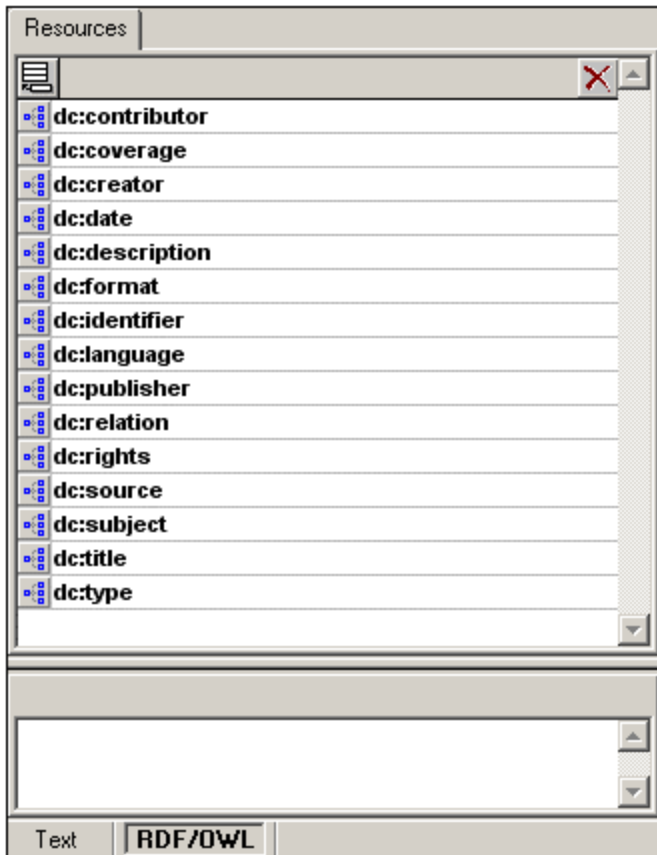 Resources
dc:contributor
dc:coverage
dc:creator
dc:date
dc:description
dc:format
dc:identifier
dc:language
dc:publisher
dc:relation
dc:rights
dc:source
dc:subject
dc:title
dc:type
Text RDF/OWL